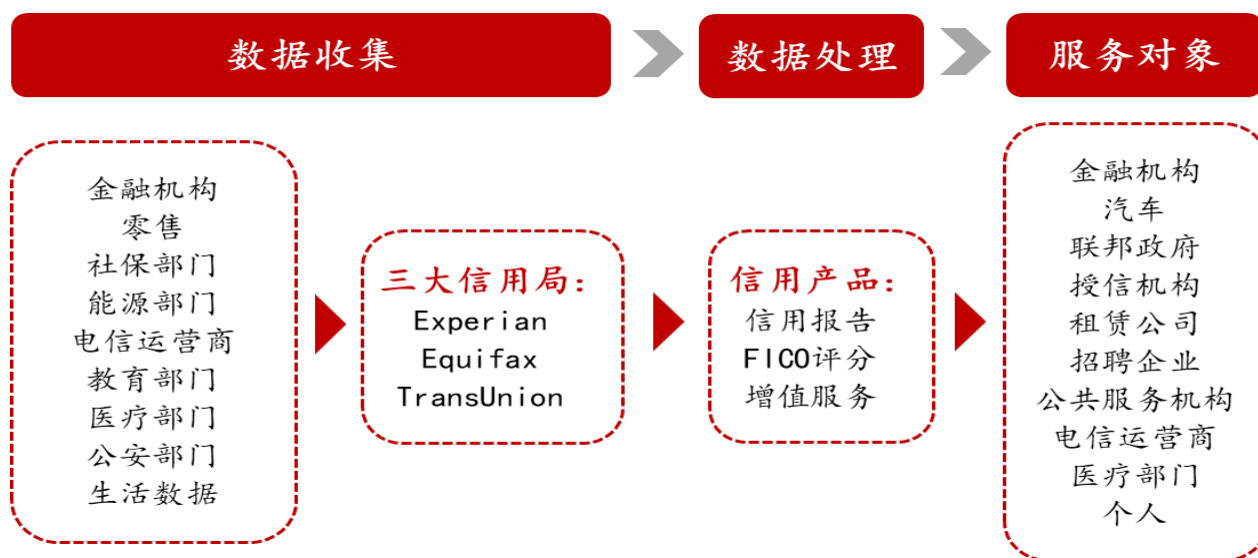 数据收集
数据处理
服务对象
金融机构
零售
社保部门
能源部门
电信运营商
教育部门
医疗部门
公安部门
生活数据
三大信用局：
Experian
Equifax
TransUnion
信用产品：
信用报告
FICO评分
增值服务
金融机构
汽车
联邦政府
授信机构
租赁公司
招聘企业
公共服务机构
电信运营商
医疗部门
个人